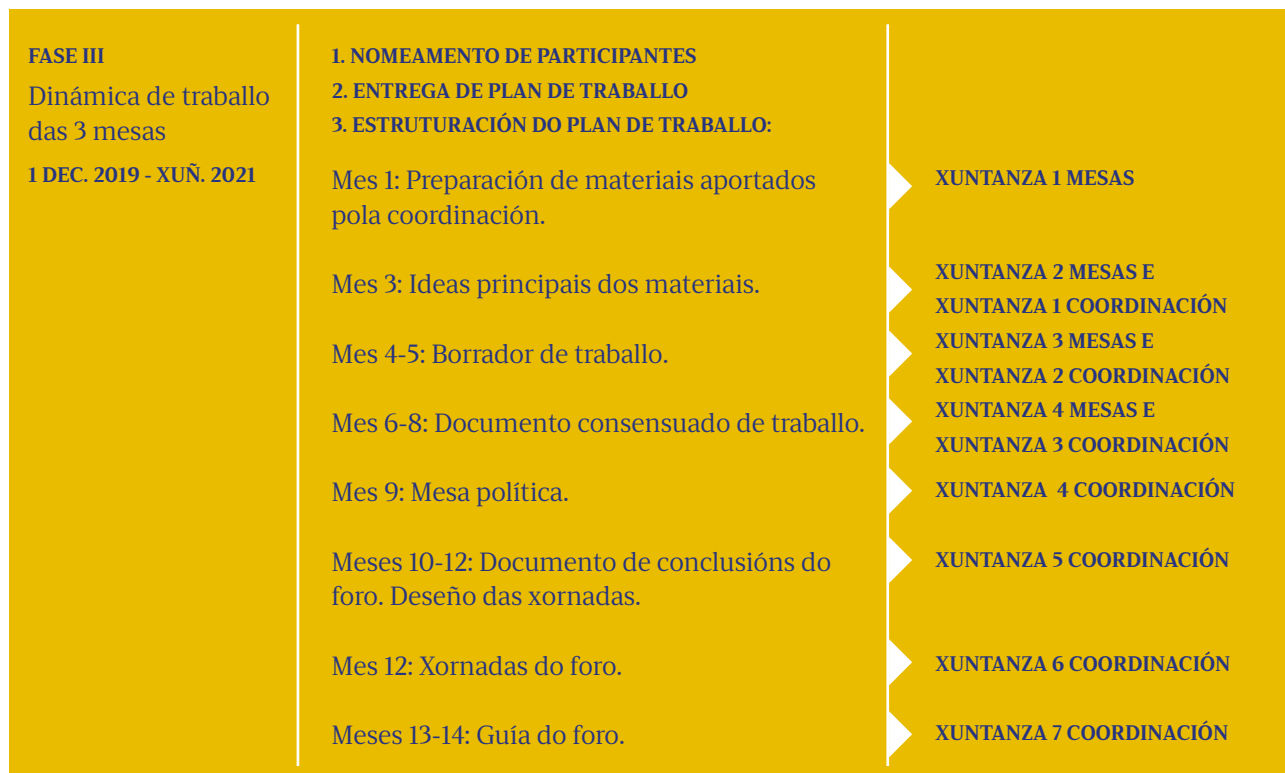 FASE III
Dinámica de traballo
das 3 mesas
1 DEC. 2019 - XUÑ. 2021
1. NOMEAMENTO DE PARTICIPANTES
2. ENTREGA DE PLAN DE TRABALLO
3. ESTRUTURACIÓN DO PLAN DE TRABALLO:
Mes 1: Preparación de materiais aportados
pola coordinación.
XUNTANZA 1 MESAS
Mes 3: Ideas principais dos materiais.
XUNTANZA 2 MESAS E
XUNTANZA 1 COORDINACIÓN
Mes 4-5: Borrador de traballo.
XUNTANZA 3 MESAS E
XUNTANZA 2 COORDINACIÓN
Mes 6-8: Documento consensuado de traballo.
XUNTANZA 4 MESAS E
XUNTANZA 3 COORDINACIÓN
Mes 9: Mesa política.
XUNTANZA 4 COORDINACIÓN
Meses 10-12: Documento de conclusións do
foro. Deseño das xornadas.
XUNTANZA 5 COORDINACIÓN
Mes 12: Xornadas do foro.
XUNTANZA 6 COORDINACIÓN
Meses 13-14: Guía do foro.
XUNTANZA 7 COORDINACIÓN